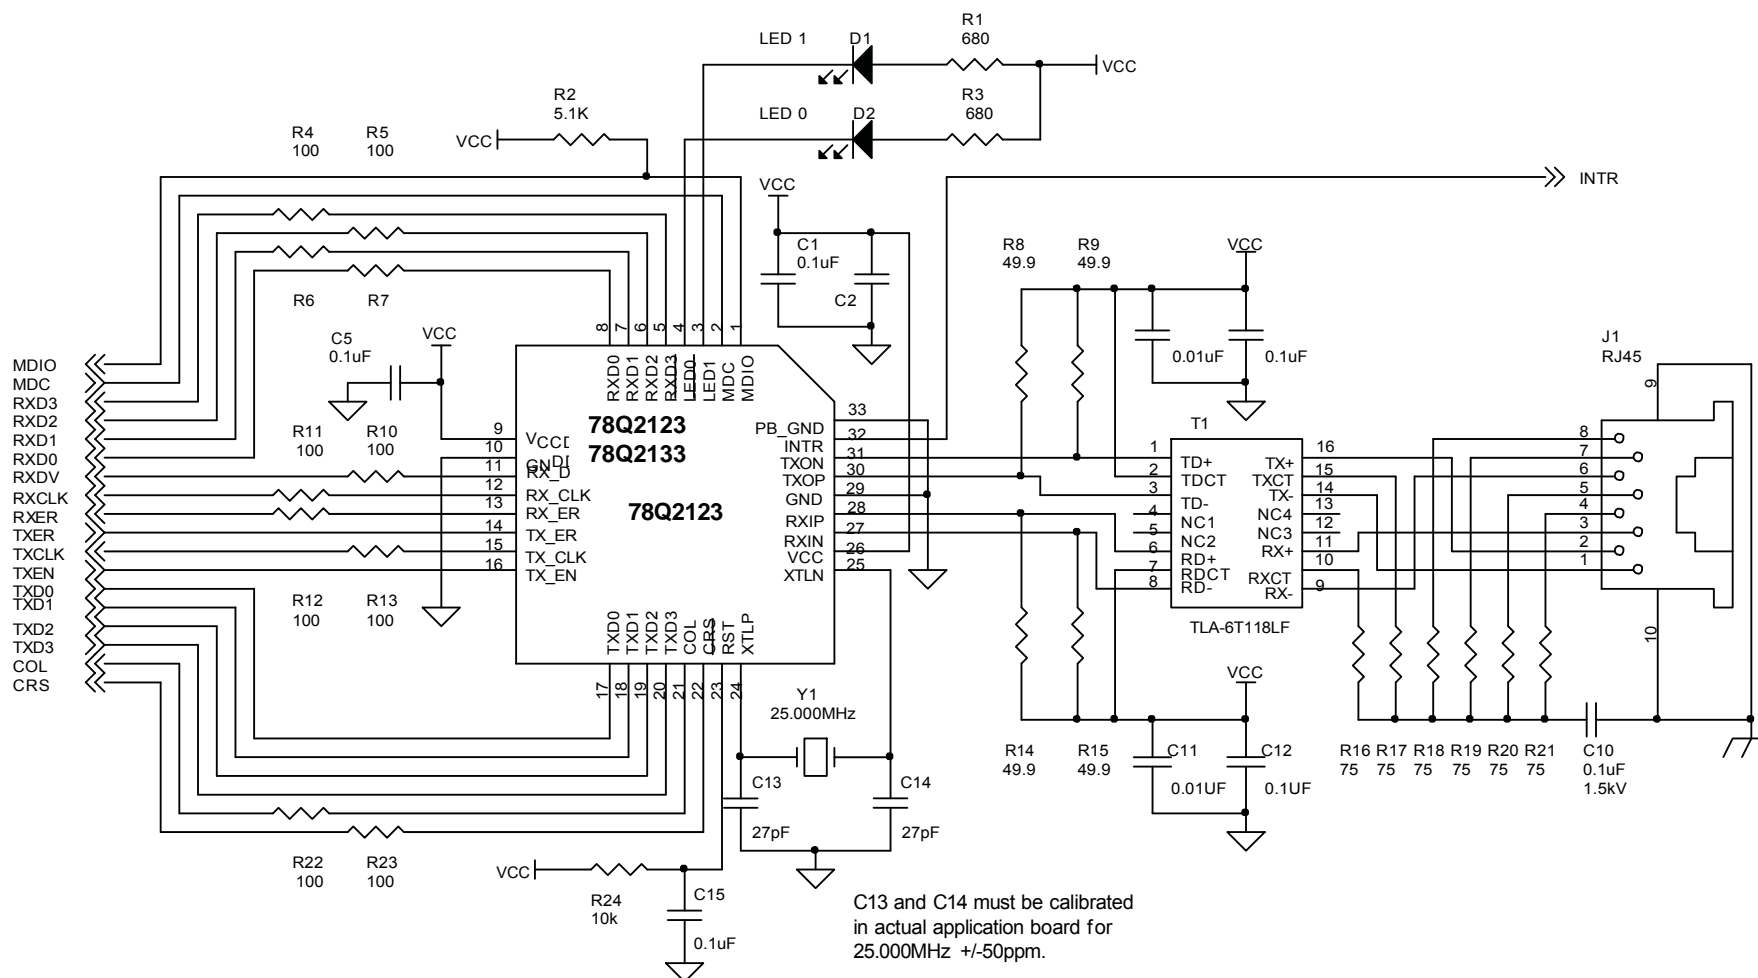 R1
680
LED 1
D1
VCC
R2
5.1K
LED 0
D2
R3
680
VCC
R4
100
R5
100
VCC
INTR
C1
0.1uF
C2
R8
49.9
R9
49.9
VCC
0.01uF
0.1uF
R6
R7
C5
0.1uF
VCC
J1
RJ45
MDIO
MDC
RXD3
RXD2
RXD1
RXD0
RXDV
RXCLK
RXER
TXER
TXCLK
TXEN
TXD0
TXD1
TXD2
TXD3
COL
CRS
R11
100
R10
100
R12
100
R13
100
8
7
6
5
4
3
2
1
RXD0
RXD1
RXD2
RXD3
LED0
LED1
MDC
MDIO
78Q2123
78Q2133
78Q2123
9
10
11
12
13
14
15
16
VCC
GND
RX_D
RX_CLK
RX_ER
TX_ER
TX_CLK
TX_EN
33
32
31
30
29
28
27
26
25
PB_GND
INTR
TXON
TXOP
GND
RXIP
RXIN
VCC
XTLN
TXD0
TXD1
TXD2
TXD3
COL
CRS
RST
XTLP
17
18
19
20
21
22
23
24
T1
1
2
3
4
5
6
7
8
TD+
TDCT
TD-
NC1
NC2
RD+
RDCT
RD-
TX+
TXCT
TX-
NC4
NC3
RX+
RXCT
RX-
16
15
14
13
12
11
10
9
TLA-6T118LF
9
8
7
6
5
4
3
2
1
10
Y1
25.000MHz
C13
27pF
C14
27pF
VCC
R14
49.9
R15
49.9
C11
0.01UF
C12
0.1UF
R16
75
R17
75
R18
75
R19
75
R20
75
R21
75
C10
0.1uF
1.5kV
R22
100
R23
100
VCC
R24
10k
C15
0.1uF
C13 and C14 must be calibrated
in actual application board for
25.000MHz +/-50ppm.